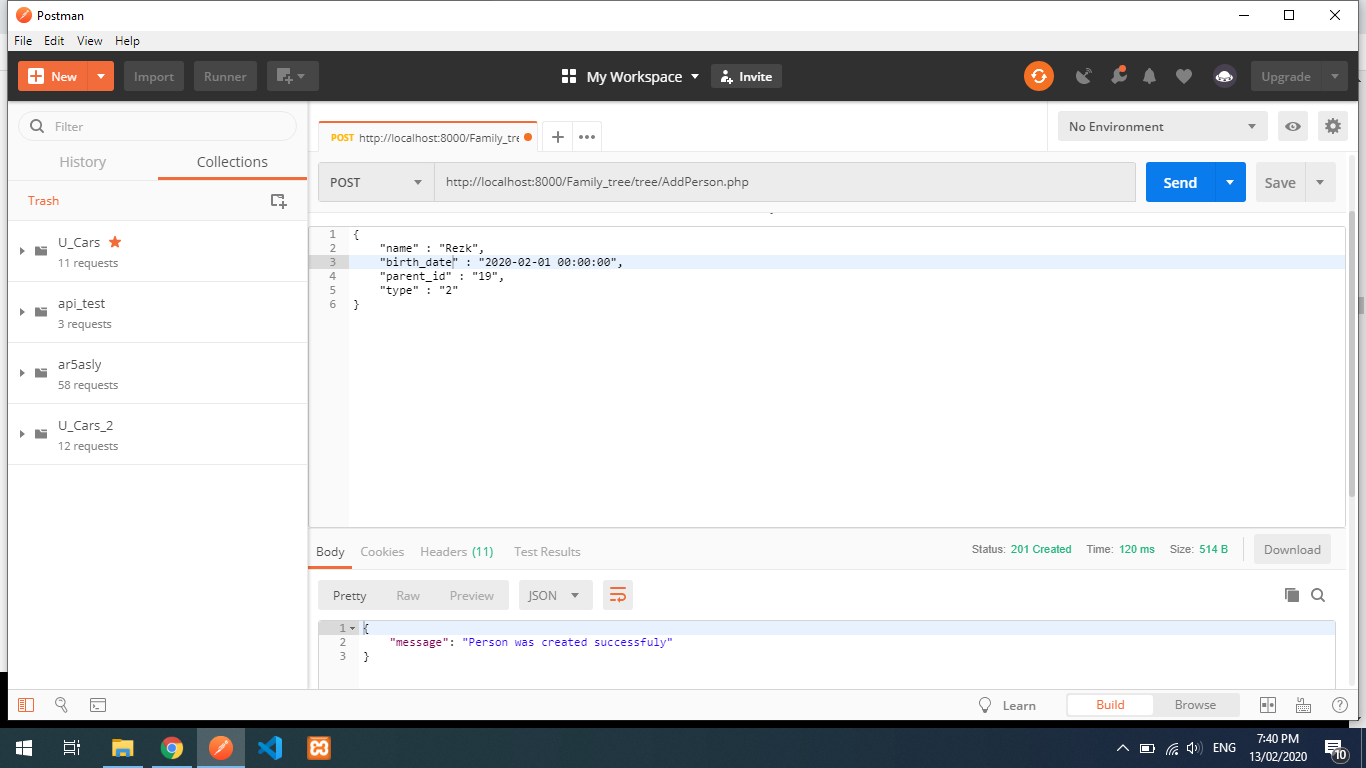 Postman
File Edit View Help
New Import Runner My Workspace Invite Upgrade
Filter
History Collections
Trash
U_Cars
11 requests
api_test
3 requests
ar5asly
58 requests
U_Cars_2
12 requests
POST http://localhost:8000/Family_tre
No Environment
POST http://localhost:8000/Family_tree/tree/AddPerson.php Send Save
1 {
2 "name" : "Rezk",
3 "birth_date" : "2020-02-01 00:00:00",
4 "parent_id" : "19",
5 "type" : "2"
6 }
Body Cookies Headers (11) Test Results Status: 201 Created Time: 120 ms Size: 514 B Download
Pretty Raw Preview JSON
1 {
2 "message": "Person was created successfuly"
3 }
Learn Build Browse
ENG 7:40 PM
13/02/2020 10